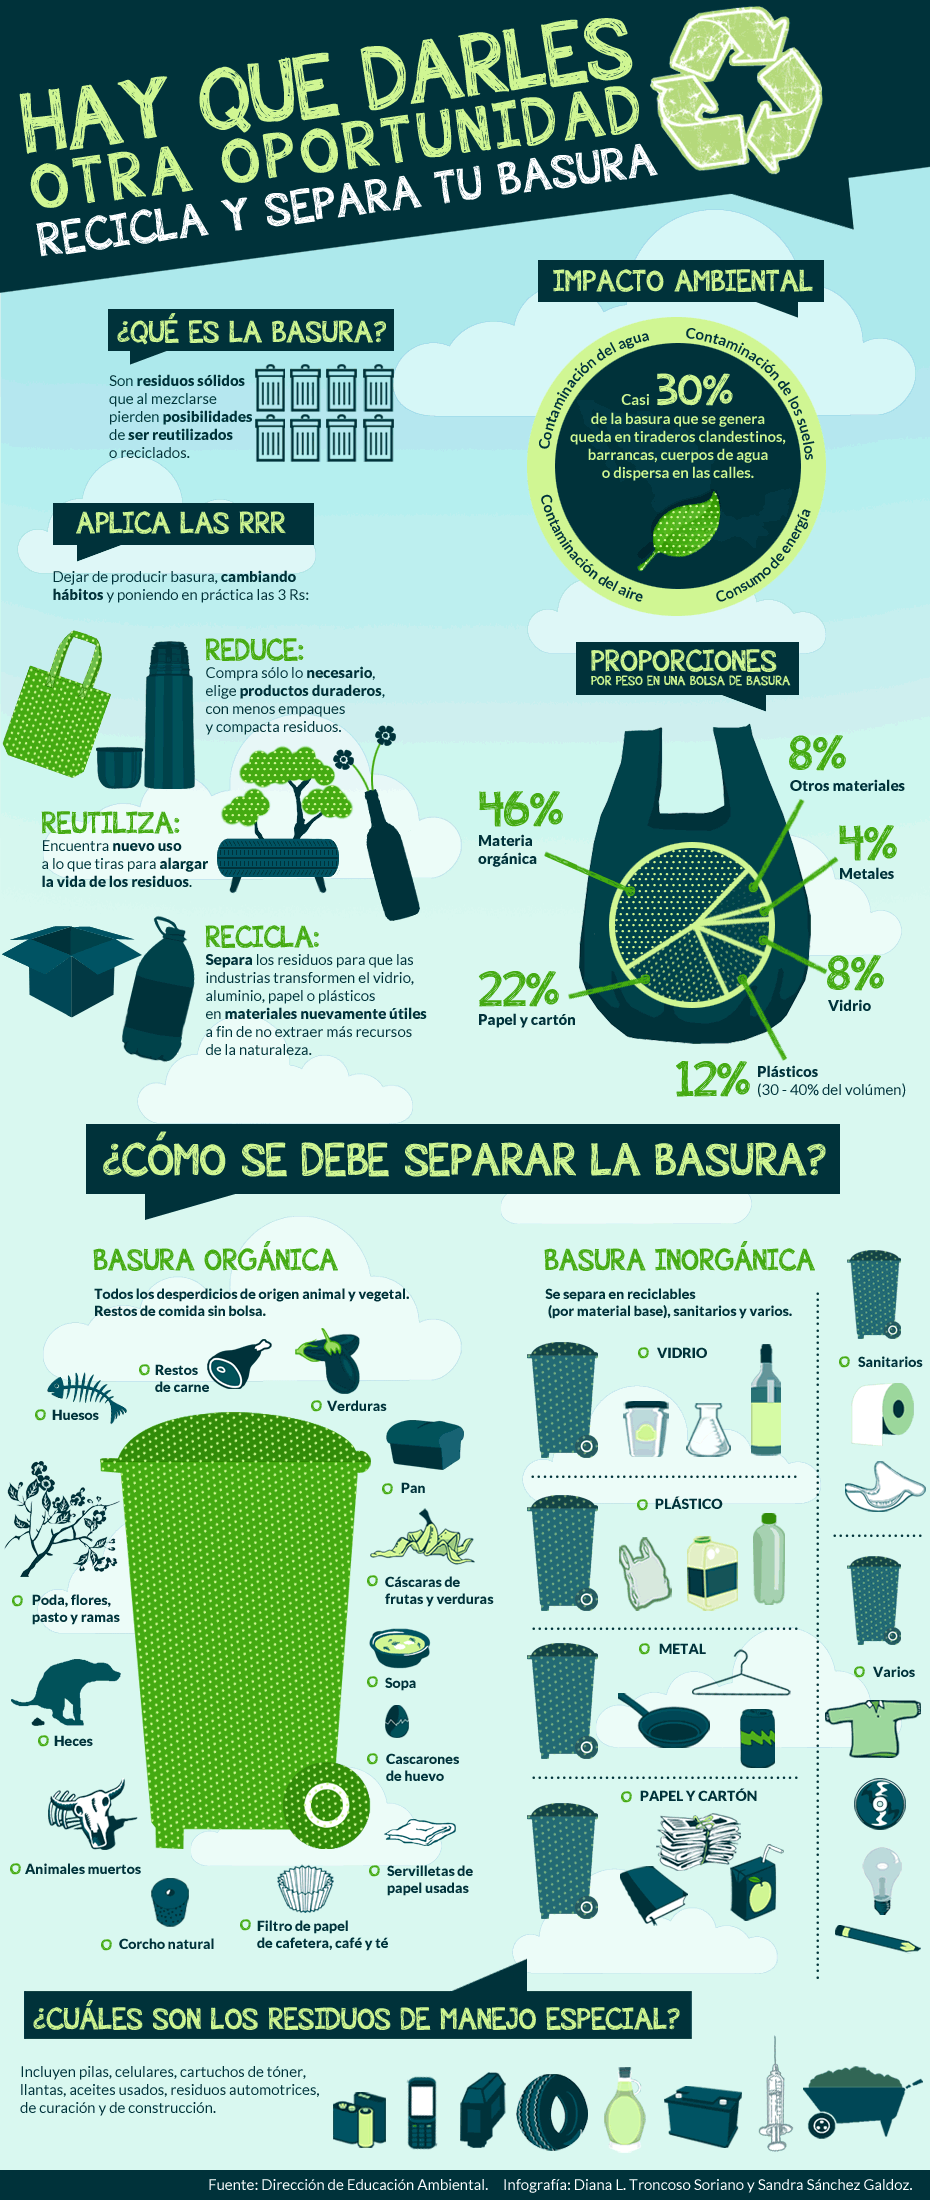 HAY QUE DARLES
OTRA OPORTUNIDAD
RECICLA Y SEPARA TU BASURA
¿QUÉ ES LA BASURA?
Son residuos sólidos
que al mezclarse
pierden posibilidades
de ser reutilizados
o reciclados.
IMPACTO AMBIENTAL
Contaminación del agua
Contaminación de los suelos
Casi 30%
de la basura que se genera
queda en tiraderos clandestinos,
barrancas, cuerpos de agua
o dispersa en las calles.
Contaminación del aire
Consumo de energía
APLICA LAS RRR
Dejar de producir basura, cambiando
hábitos y poniendo en práctica las 3 Rs:
REDUCE:
Compra sólo lo necesario,
elige productos duraderos,
con menos empaques
y compacta residuos.
REUTILIZA:
Encuentra nuevo uso
a lo que tiras para alargar
la vida de los residuos.
RECICLA:
Separa los residuos para que las
industrias transformen el vidrio,
aluminio, papel o plásticos
en materiales nuevamente útiles
a fin de no extraer más recursos
de la naturaleza.
PROPORCIONES
POR PESO EN UNA BOLSA DE BASURA
8%
Otros materiales
46%
Materia
orgánica
4%
Metales
22%
Papel y cartón
8%
Vidrio
12% Plásticos
(30 - 40% del volúmen)
¿CÓMO SE DEBE SEPARAR LA BASURA?
BASURA ORGÁNICA
Todos los desperdicios de origen animal y vegetal.
Restos de comida sin bolsa.
Restos
de carne
Verduras
Huesos
Pan
Cáscaras de
frutas y verduras
Poda, flores,
pasto y ramas
Sopa
Heces
Cascarones
de huevo
Animales muertos
Servilletas de
papel usadas
Filtro de papel
de cafetera, café y té
Corcho natural
BASURA INORGÁNICA
Se separa en reciclables
(por material base), sanitarios y varios.
VIDRIO
PLÁSTICO
METAL
PAPEL Y CARTÓN
Sanitarios
Varios
¿CUÁLES SON LOS RESIDUOS DE MANEJO ESPECIAL?
Incluyen pilas, celulares, cartuchos de tóner,
llantas, aceites usados, residuos automotrices,
de curación y de construcción.
Fuente: Dirección de Educación Ambiental. Infografía: Diana L. Troncoso Soriano y Sandra Sánchez Galdoz.